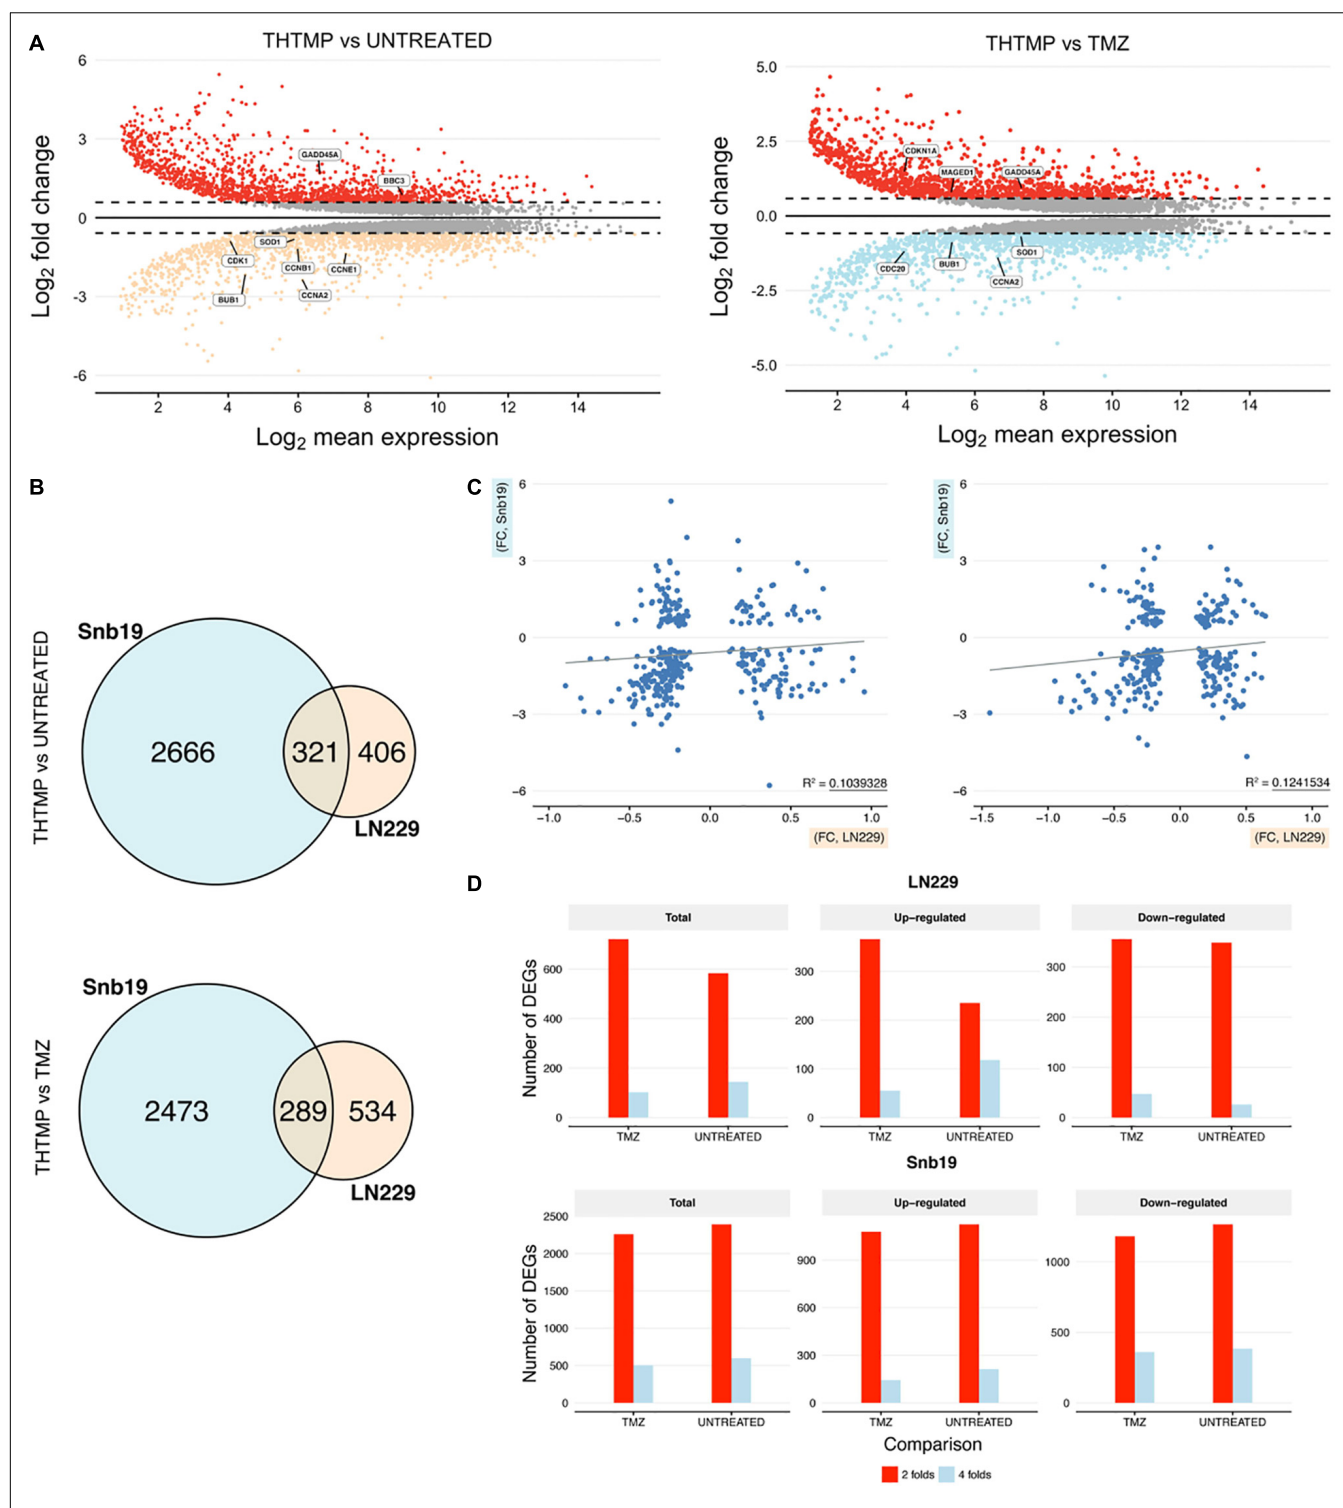 A
THTMP vs UNTREATED
6
3
0
-3
-6
Log2 fold change
GADD45A
BBC3
SOD1
CDK1
CCNB1
CCNE1
BUB1
CCNA2
2 4 6 8 10 12 14
Log2 mean expression
THTMP vs TMZ
5.0
2.5
0.0
-2.5
-5.0
Log2 fold change
CDKN1A
MAGED1
GADD45A
CDC20
BUB1
SOD1
CCNA2
2 4 6 8 10 12 14
Log2 mean expression
B
THTMP vs UNTREATED
Snb19
2666 321 406
LN229
THTMP vs TMZ
Snb19
2473 289 534
LN229
C
(FC, Snb19)
6
3
0
−3
−6
R2 = 0.1039328
−1.0 −0.5 0.0 0.5 1.0
(FC, LN229)
(FC, Snb19)
6
3
0
−3
−6
R2 = 0.1241534
−1.5 −1.0 −0.5 0.0 0.5 1.0
(FC, LN229)
D
LN229
Number of DEGs
Total
600
400
200
0
TMZ UNTREATED
Up−regulated
300
200
100
0
TMZ UNTREATED
Down−regulated
300
200
100
0
TMZ UNTREATED
Snb19
Number of DEGs
Total
2500
2000
1500
1000
500
0
TMZ UNTREATED
Up−regulated
900
600
300
0
TMZ UNTREATED
Down−regulated
1000
500
0
TMZ UNTREATED
Comparison
2 folds 4 folds